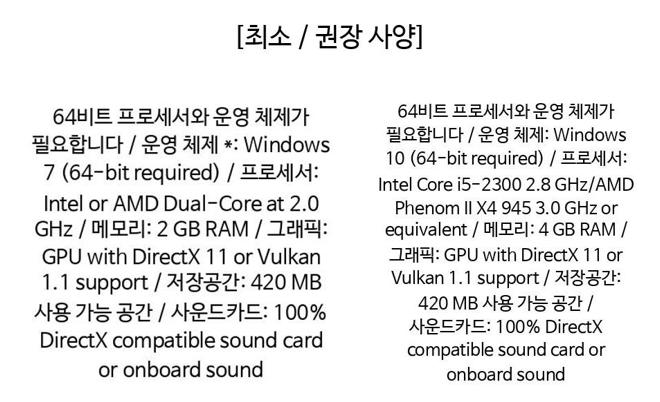 [최소 / 권장 사양]
64비트 프로세서와 운영 체제가
필요합니다 / 운영 체제 *: Windows
7 (64-bit required) / 프로세서:
Intel or AMD Dual-Core at 2.0
GHz / 메모리: 2 GB RAM / 그래픽:
GPU with DirectX 11 or Vulkan
1.1 support / 저장공간: 420 MB
사용 가능 공간 / 사운드카드: 100%
DirectX compatible sound card
or onboard sound
64비트 프로세서와 운영 체제가
필요합니다 / 운영 체제: Windows
10 (64-bit required) / 프로세서:
Intel Core i5-2300 2.8 GHz/AMD
Phenom II X4 945 3.0 GHz or
equivalent / 메모리: 4 GB RAM /
그래픽: GPU with DirectX 11 or
Vulkan 1.1 support / 저장공간:
420 MB 사용 가능 공간 /
사운드카드: 100% DirectX
compatible sound card or
onboard sound